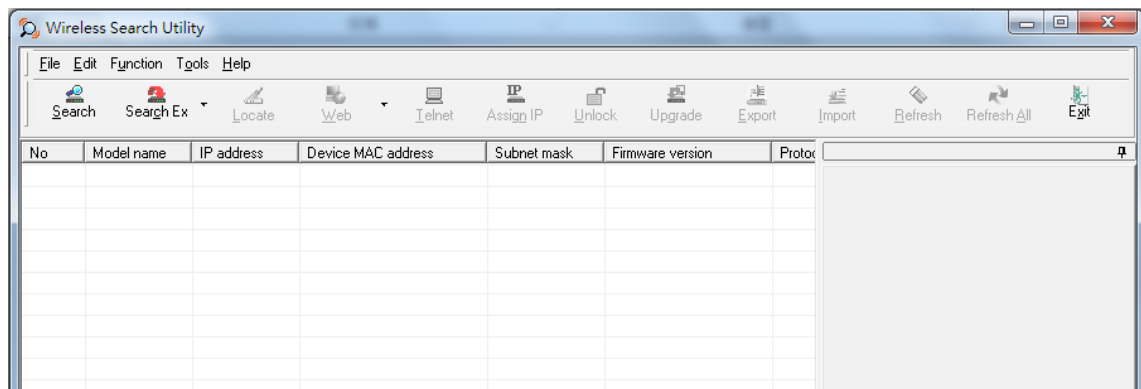 Wireless Search Utility
File Edit Function Tools Help
Search Search Ex Locate Web Telnet Assign IP Unlock Upgrade Export Import Refresh Refresh All Exit
No Model name IP address Device MAC address Subnet mask Firmware version Protoc